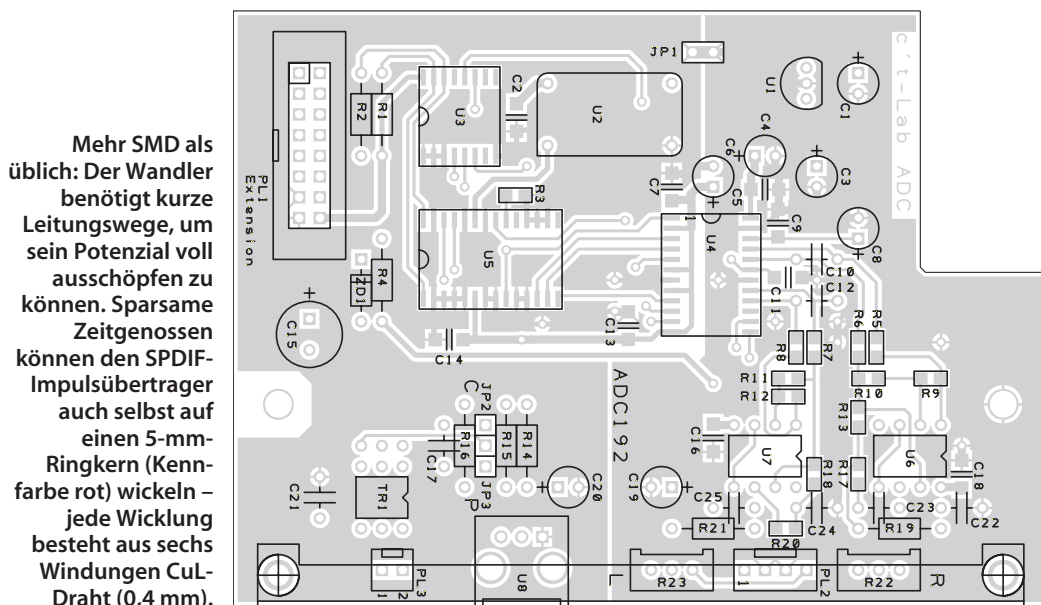 Mehr SMD als
üblich: Der Wandler
benötigt kurze
Leitungswege, um
sein Potenzial voll
ausschöpfen zu
können. Sparsame
Zeitgenossen
können den SPDIF-
Impulsübertrager
auch selbst auf
einen 5-mm-
Ringkern (Kenn-
farbe rot) wickeln –
jede Wicklung
besteht aus sechs
Windungen CuL-
Draht (0,4 mm).
JP1
c't-Lab ADC
U1
+
C1
C2
R2
R1
U3
U2
C4
+
C6
+
C3
+
PL1
Extension
R3
C7
C5
1
U4
C9
C8
+
U5
ZD1
R4
C10
C12
C11
+
C15
C14
C13
R8
R7
R6
R5
R11
R12
R10
R9
ADC192
C
JP2
R16
R15
R14
C17
JP3
P
R13
C16
U7
U6
R18
R17
C18
C21
TR1
+
C20
C19
+
C25
C24
C23
C22
R21
R20
R19
PL3
1
2
U8
L
R23
1
PL2
R22
R